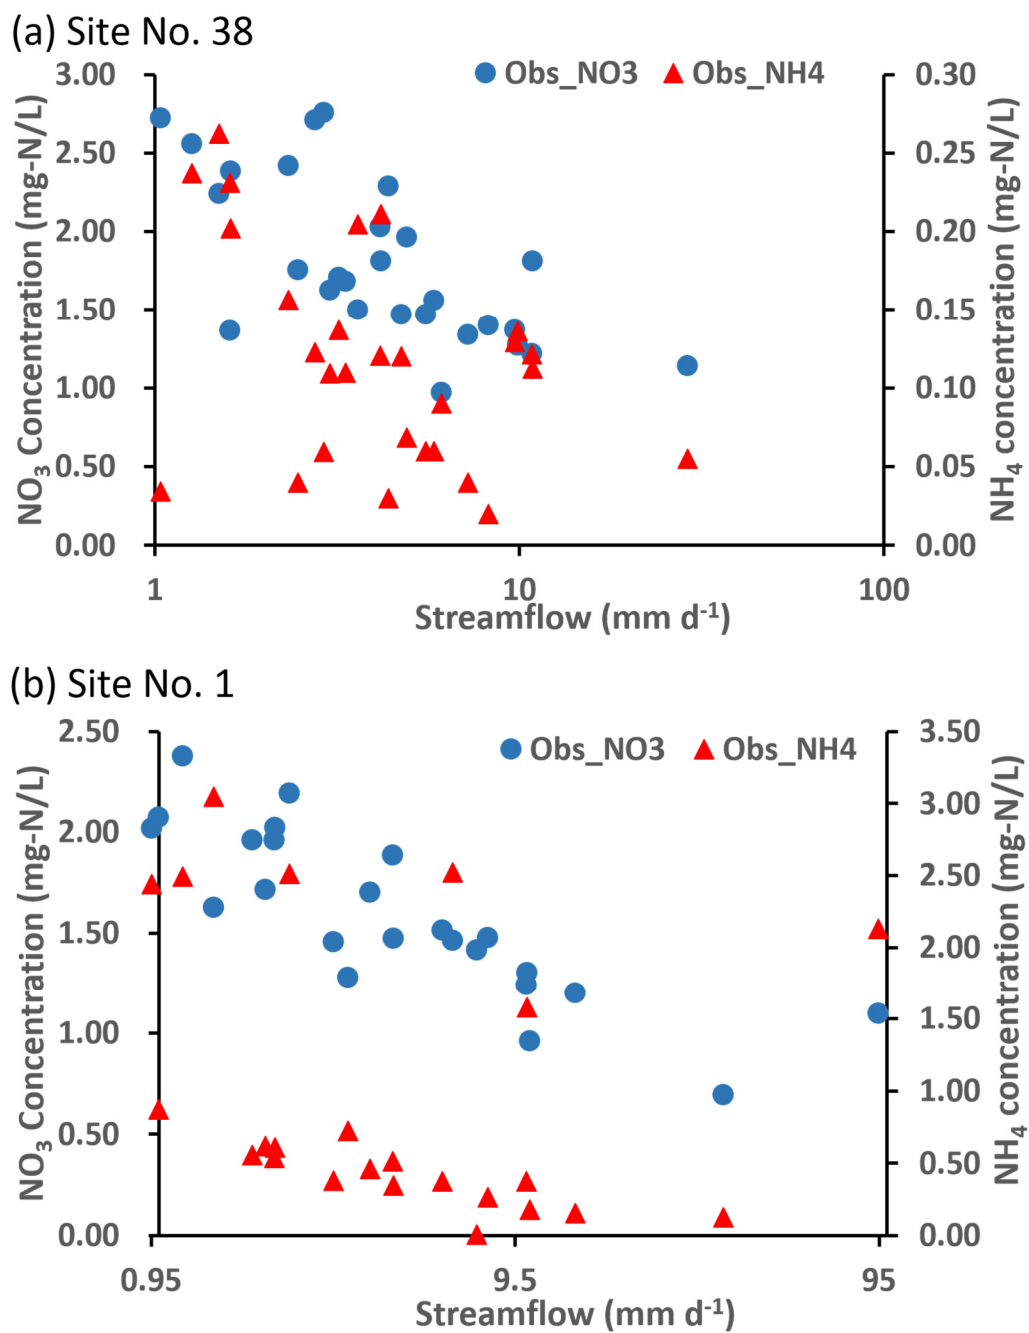 (a) Site No. 38
Obs_NO3 Obs_NH4
3.00 0.30
2.50 0.25
2.00 0.20
1.50 0.15
1.00 0.10
0.50 0.05
0.00 0.00
NO3 Concentration (mg-N/L)
NH4 concentration (mg-N/L)
1 10 100
Streamflow (mm d-1)
(b) Site No. 1
Obs_NO3 Obs_NH4
2.50 3.50
3.00
2.00 2.50
1.50 2.00
1.50
1.00 1.00
0.50 0.50
0.00 0.00
NO3 Concentration (mg-N/L)
NH4 concentration (mg-N/L)
0.95 9.5 95
Streamflow (mm d-1)